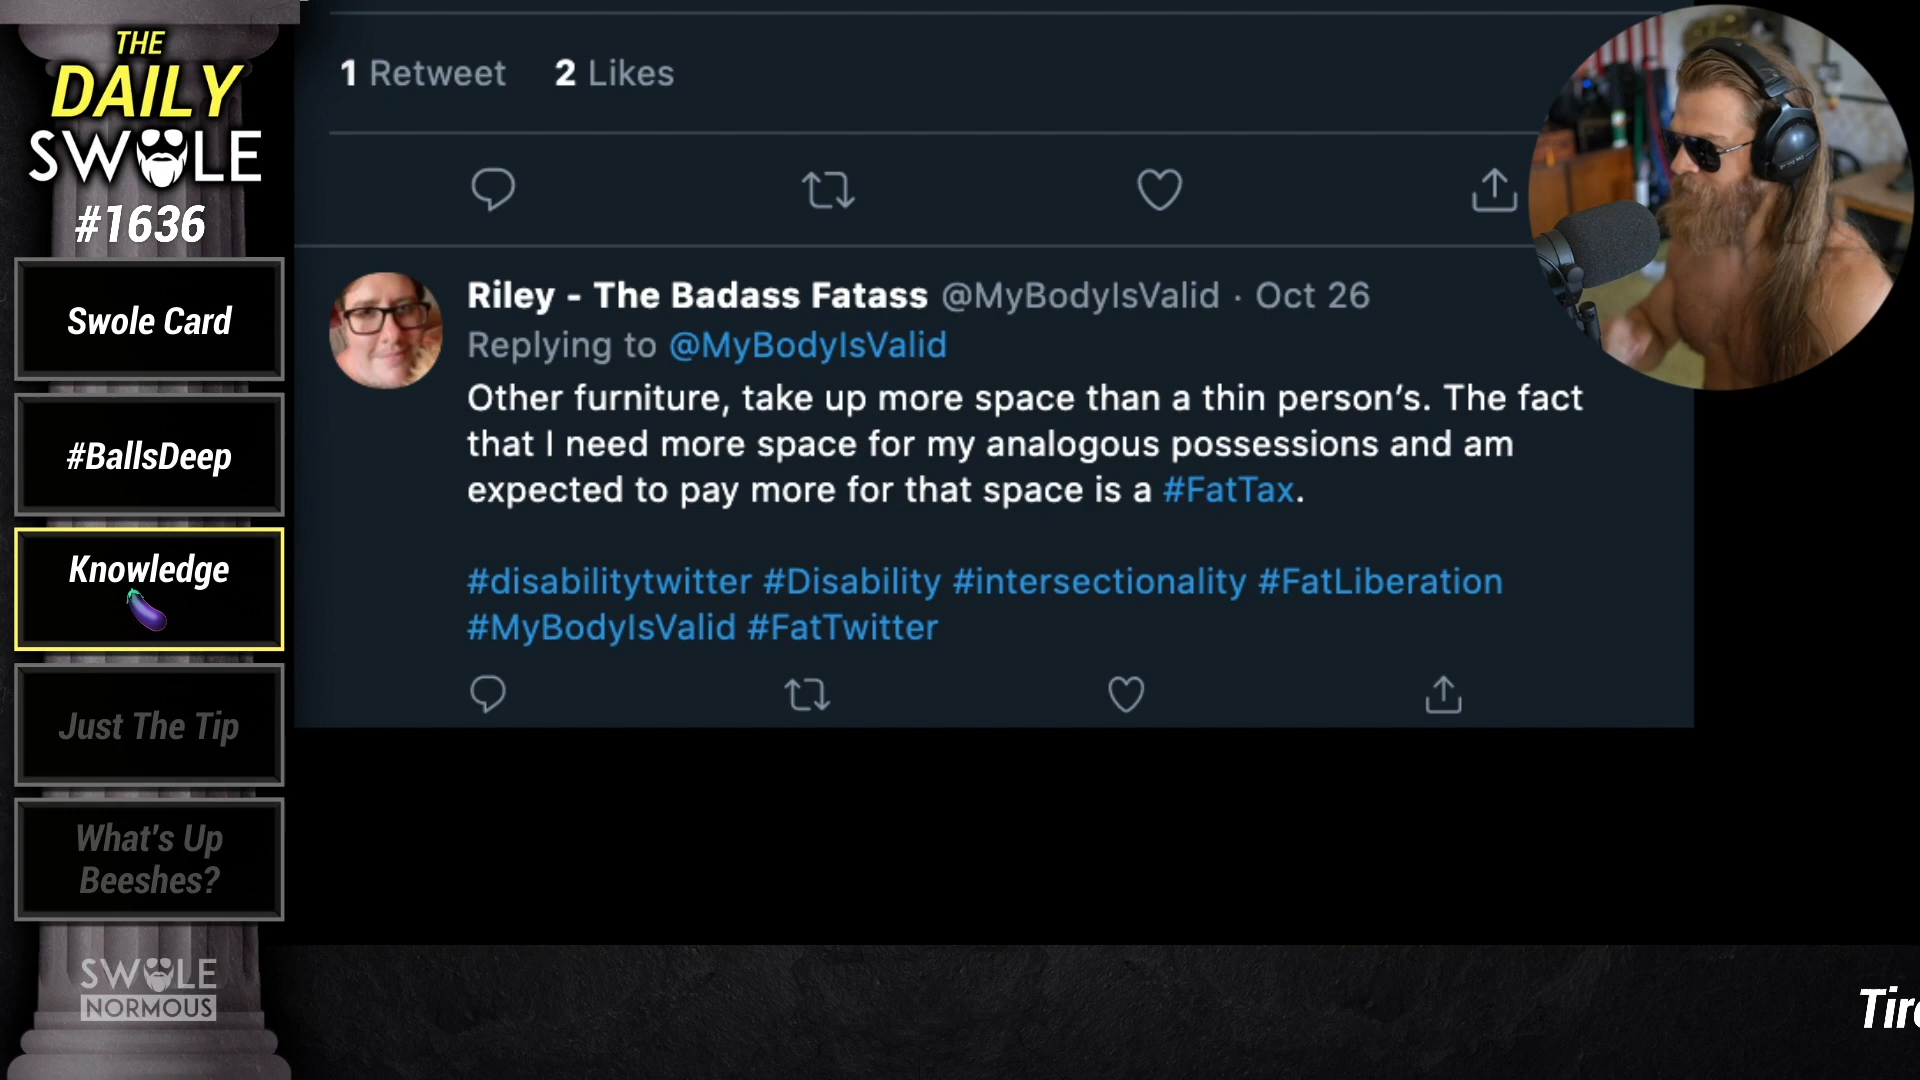 THE
DAILY
SWOLE
#1636
Swole Card
#BallsDeep
Knowledge
Just The Tip
What's Up
Beeshes?
SWOLE
NORMOUS
1 Retweet 2 Likes
Riley - The Badass Fatass @MyBodyIsValid · Oct 26
Replying to @MyBodyIsValid
Other furniture, take up more space than a thin person’s. The fact
that I need more space for my analogous possessions and am
expected to pay more for that space is a #FatTax.
#disabilitytwitter #Disability #intersectionality #FatLiberation
#MyBodyIsValid #FatTwitter